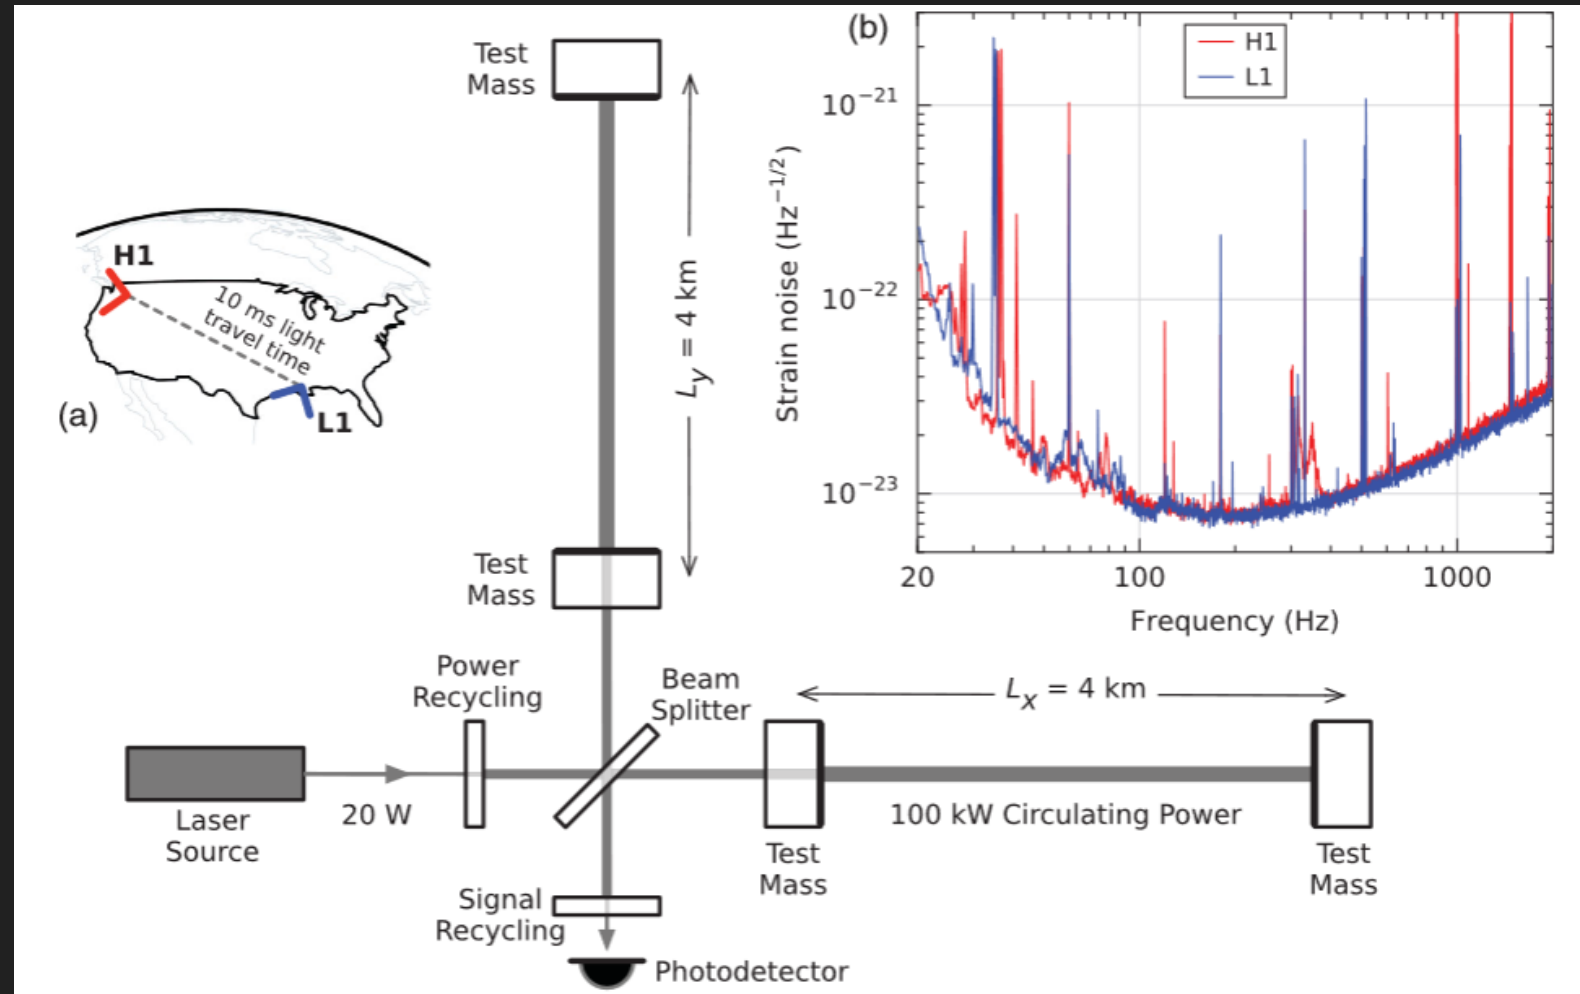 (a)
H1
10 ms light
travel time
L1
Test
Mass
L_y = 4 km
Test
Mass
(b)
H1
L1
Strain noise (Hz^{-1/2})
10^{-21}
10^{-22}
10^{-23}
20
100
1000
Frequency (Hz)
Power
Recycling
Beam
Splitter
L_x = 4 km
Laser
Source
20 W
100 kW Circulating Power
Test
Mass
Test
Mass
Signal
Recycling
Photodetector